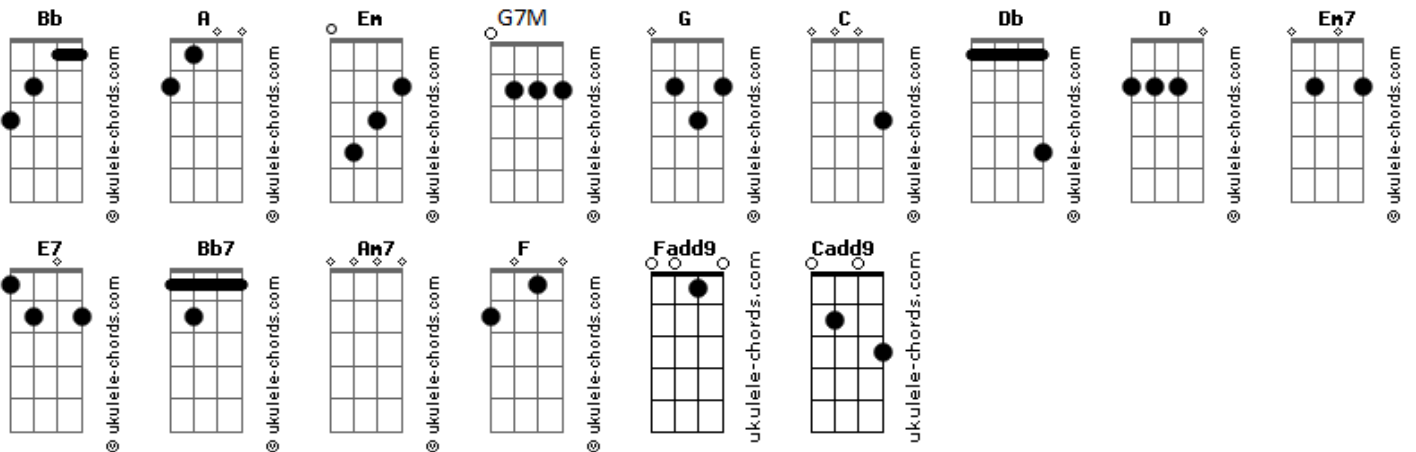 Bb A Em G7M G C Db D Em7
© ukulele-chords.com © ukulele-chords.com © ukulele-chords.com © ukulele-chords.com © ukulele-chords.com © ukulele-chords.com © ukulele-chords.com © ukulele-chords.com © ukulele-chords.com
E7 Bb7 Am7 F Fadd9 Cadd9
© ukulele-chords.com © ukulele-chords.com © ukulele-chords.com © ukulele-chords.com ukulele-chords.com ukulele-chords.com